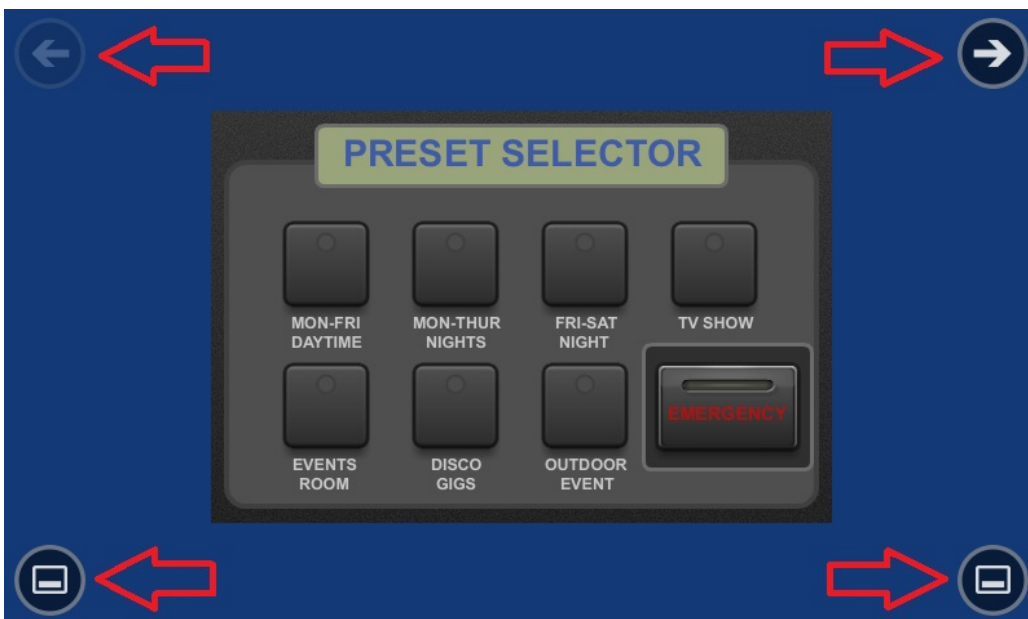 PRESET SELECTOR
MON-FRI
DAYTIME
MON-THUR
NIGHTS
FRI-SAT
NIGHT
TV SHOW
EVENTS
ROOM
DISCO
GIGS
OUTDOOR
EVENT
EMERGENCY